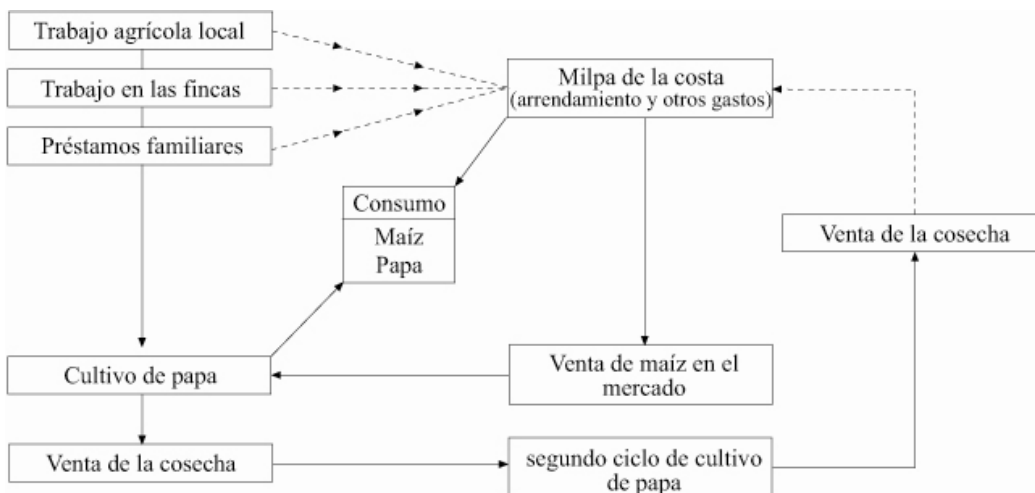 Trabajo agrícola local
Trabajo en las fincas
Préstamos familiares
Milpa de la costa
(arrendamiento y otros gastos)
Consumo
Maíz
Papa
Venta de la cosecha
Cultivo de papa
Venta de maíz en el
mercado
Venta de la cosecha
segundo ciclo de cultivo
de papa